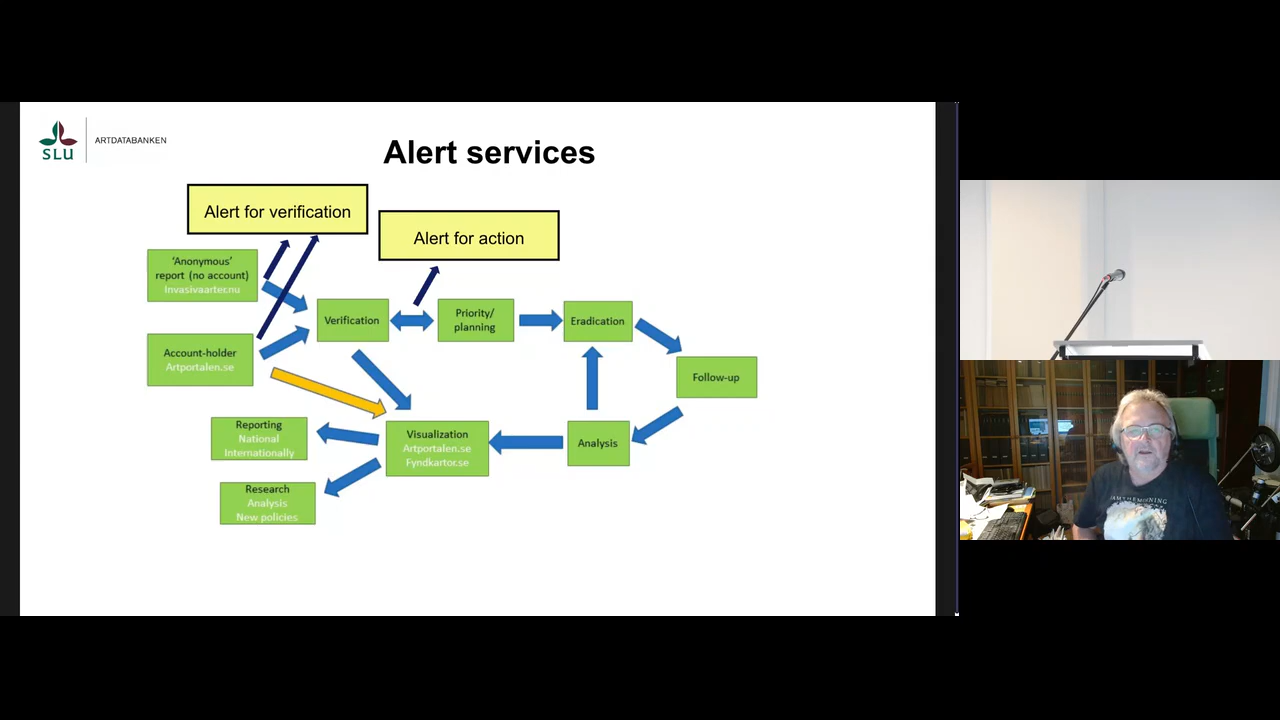 SLU
ARTDATABANKEN
Alert services
Alert for verification
Alert for action
‘Anonymous’
report (no account)
Invasivaarter.nu
Verification
Priority/
planning
Eradication
Account-holder
Artportalen.se
Follow-up
Reporting
National
Internationally
Visualization
Artportalen.se
Fyndkartor.se
Analysis
Research
Analysis
New policies